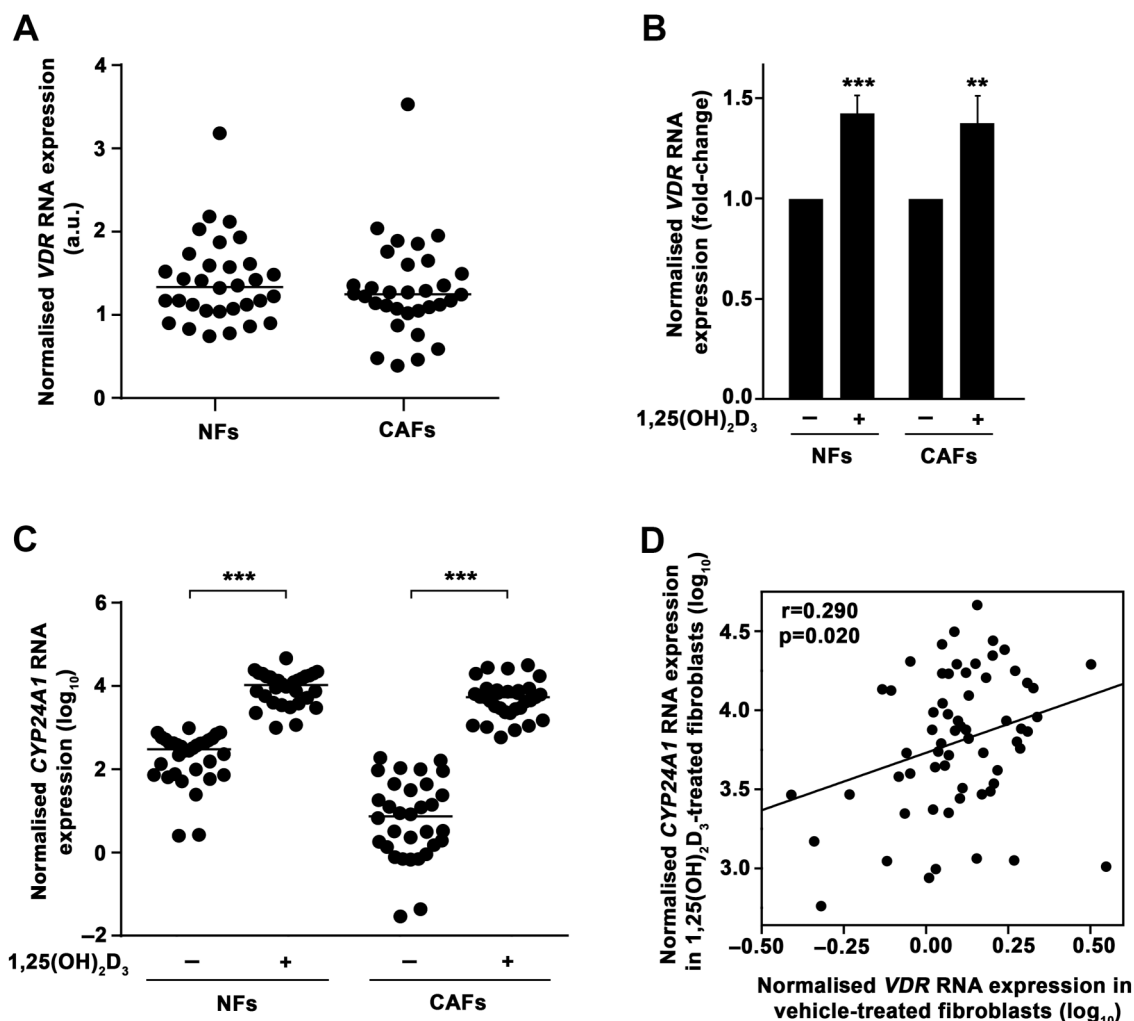 A
Normalised VDR RNA expression
(a.u.)
4
3
2
1
0
NFs
CAFs
B
Normalised VDR RNA
expression (fold-change)
1.5
1.0
0.5
0.0
***
**
1,25(OH)₂D₃
–
+
–
+
NFs
CAFs
C
Normalised CYP24A1 RNA
expression (log₁₀)
6
4
2
0
–2
***
***
1,25(OH)₂D₃
–
+
–
+
NFs
CAFs
D
Normalised CYP24A1 RNA expression
in 1,25(OH)₂D₃-treated fibroblasts (log₁₀)
r=0.290
p=0.020
4.5
4.0
3.5
3.0
–0.50
–0.25
0.00
0.25
0.50
Normalised VDR RNA expression in
vehicle-treated fibroblasts (log₁₀)